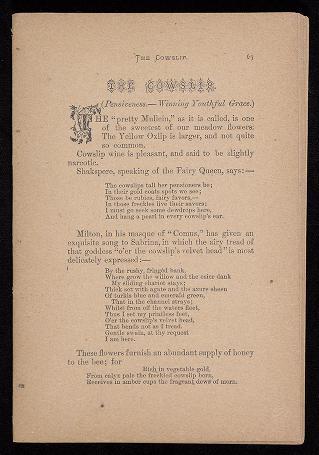 The Cowslip. 63
THE COWSLIP.
(Pensiveness.—Winning Youthful Grace.)
THE "pretty Mullein," as it is called, is one
of the sweetest of our meadow flowers.
The Yellow Oxlip is larger, and not quite
so common.
Cowslip wine is pleasant, and said to be slightly
narcotic.
Shakspere, speaking of the Fairy Queen, says:—
The cowslips tall her pensioners be;
In their gold coats spots we see;
Those be rubies, fairy favors,—
In those freckles live their savors;
I must go seek some dewdrops here,
And hang a pearl in every cowslip's ear.
Milton, in his masque of "Comus," has given an
exquisite song to Sabrina, in which the airy tread of
that goddess "o'er the cowslip's velvet head" is most
delicately expressed:—
By the rushy, fringéd bank,
Where grow the willow and the osier dank
My sliding chariot stays;
Thick set with agate and the azure sheen
Of turkis blue and emerald green,
That in the channel strays;
Whilst from off the waters fleet,
Thus I set my printless feet,
O'er the cowslip's velvet head,
That bends not as I tread.
Gentle swain, at thy request
I am here.
These flowers furnish an abundant supply of honey
to the bee; for
Rich in vegetable gold,
From calyx pale the freckled cowslip born,
Receives in amber cups the fragrant dews of morn.